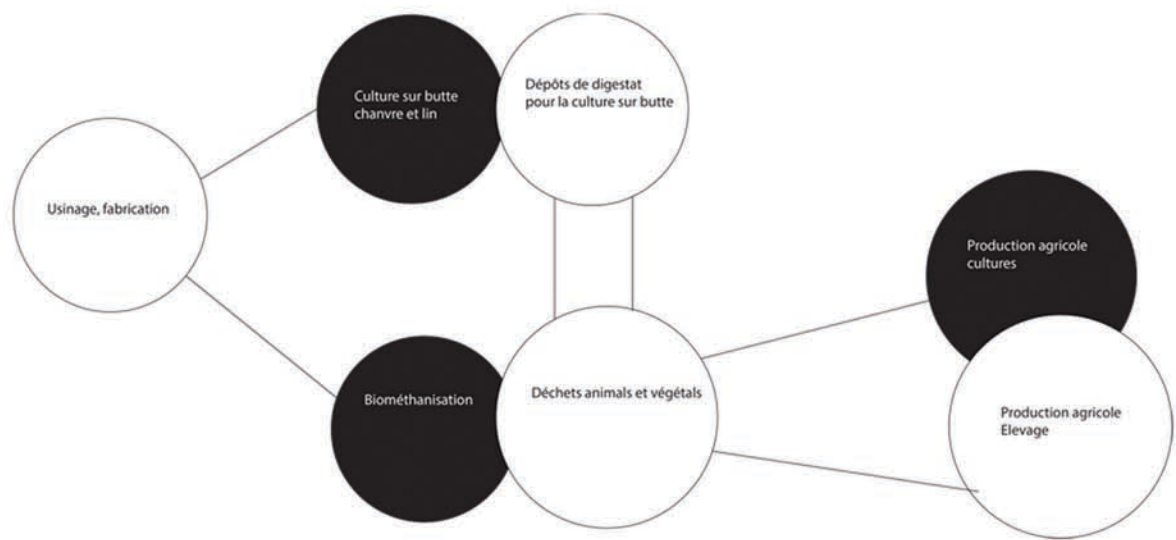 Culture sur butte
chanvre et lin
Dépôts de digestat
pour la culture sur butte
Usinage, fabrication
Production agricole
cultures
Biométhanisation
Déchets animals et végétals
Production agricole
Elevage